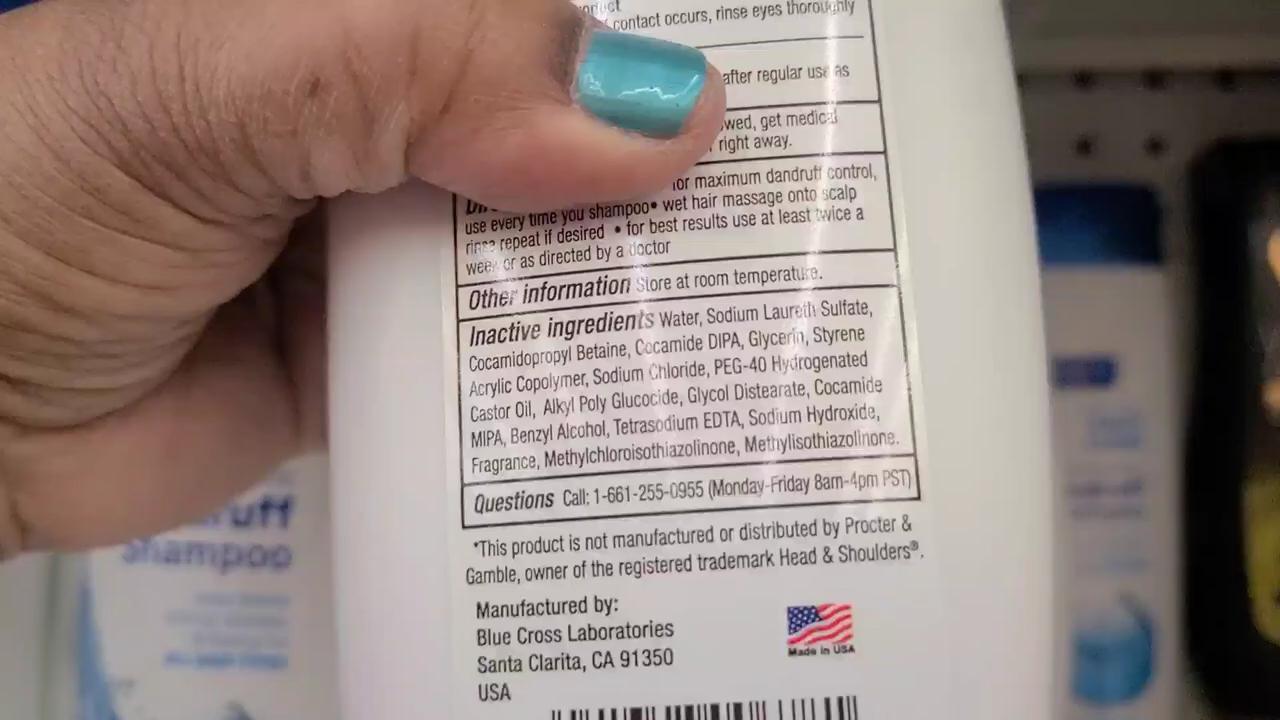 contact occurs, rinse eyes thoroughly
after regular use as
get medical
right away.
for maximum dandruff control,
use every time you shampoo• wet hair massage onto scalp
rinse repeat if desired • for best results use at least twice a
week or as directed by a doctor
Other information Store at room temperature.
Inactive ingredients Water, Sodium Laureth Sulfate,
Cocamidopropyl Betaine, Cocamide DIPA, Glycerin, Styrene
Acrylic Copolymer, Sodium Chloride, PEG-40 Hydrogenated
Castor Oil, Alkyl Poly Glucocide, Glycol Distearate, Cocamide
MIPA, Benzyl Alcohol, Tetrasodium EDTA, Sodium Hydroxide,
Fragrance, Methylchloroisothiazolinone, Methylisothiazolinone.
Questions Call: 1-661-255-0955 (Monday-Friday 8am-4pm PST)
*This product is not manufactured or distributed by Procter &
Gamble, owner of the registered trademark Head & Shoulders®.
Manufactured by:
Blue Cross Laboratories
Santa Clarita, CA 91350
USA
Made in USA
Shampoo